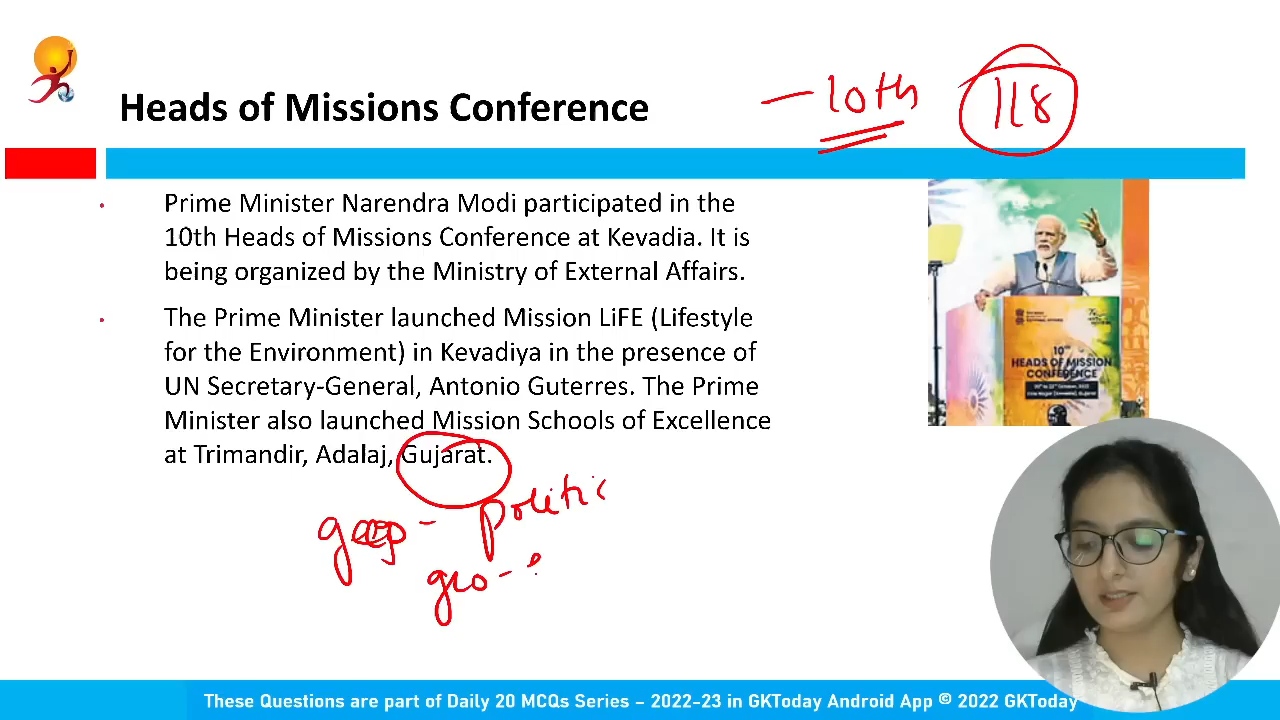 Heads of Missions Conference
- 10th 118
Prime Minister Narendra Modi participated in the
10th Heads of Missions Conference at Kevadia. It is
being organized by the Ministry of External Affairs.
The Prime Minister launched Mission LiFE (Lifestyle
for the Environment) in Kevadiya in the presence of
UN Secretary-General, Antonio Guterres. The Prime
Minister also launched Mission Schools of Excellence
at Trimandir, Adalaj, Gujarat.
10TH
HEADS OF MISSION
CONFERENCE
- politic
geo -
These Questions are part of Daily 20 MCQs Series – 2022-23 in GKToday Android App © 2022 GKToday